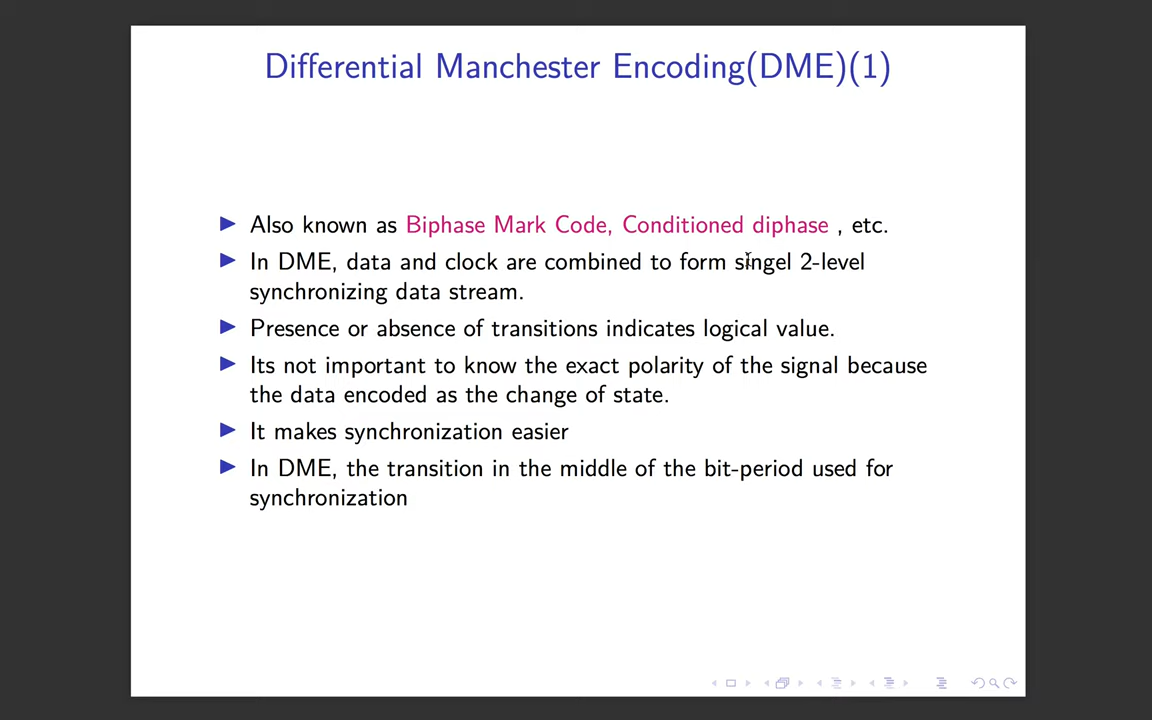 Differential Manchester Encoding(DME)(1)
Also known as Biphase Mark Code, Conditioned diphase , etc.
In DME, data and clock are combined to form singel 2-level
synchronizing data stream.
Presence or absence of transitions indicates logical value.
Its not important to know the exact polarity of the signal because
the data encoded as the change of state.
It makes synchronization easier
In DME, the transition in the middle of the bit-period used for
synchronization